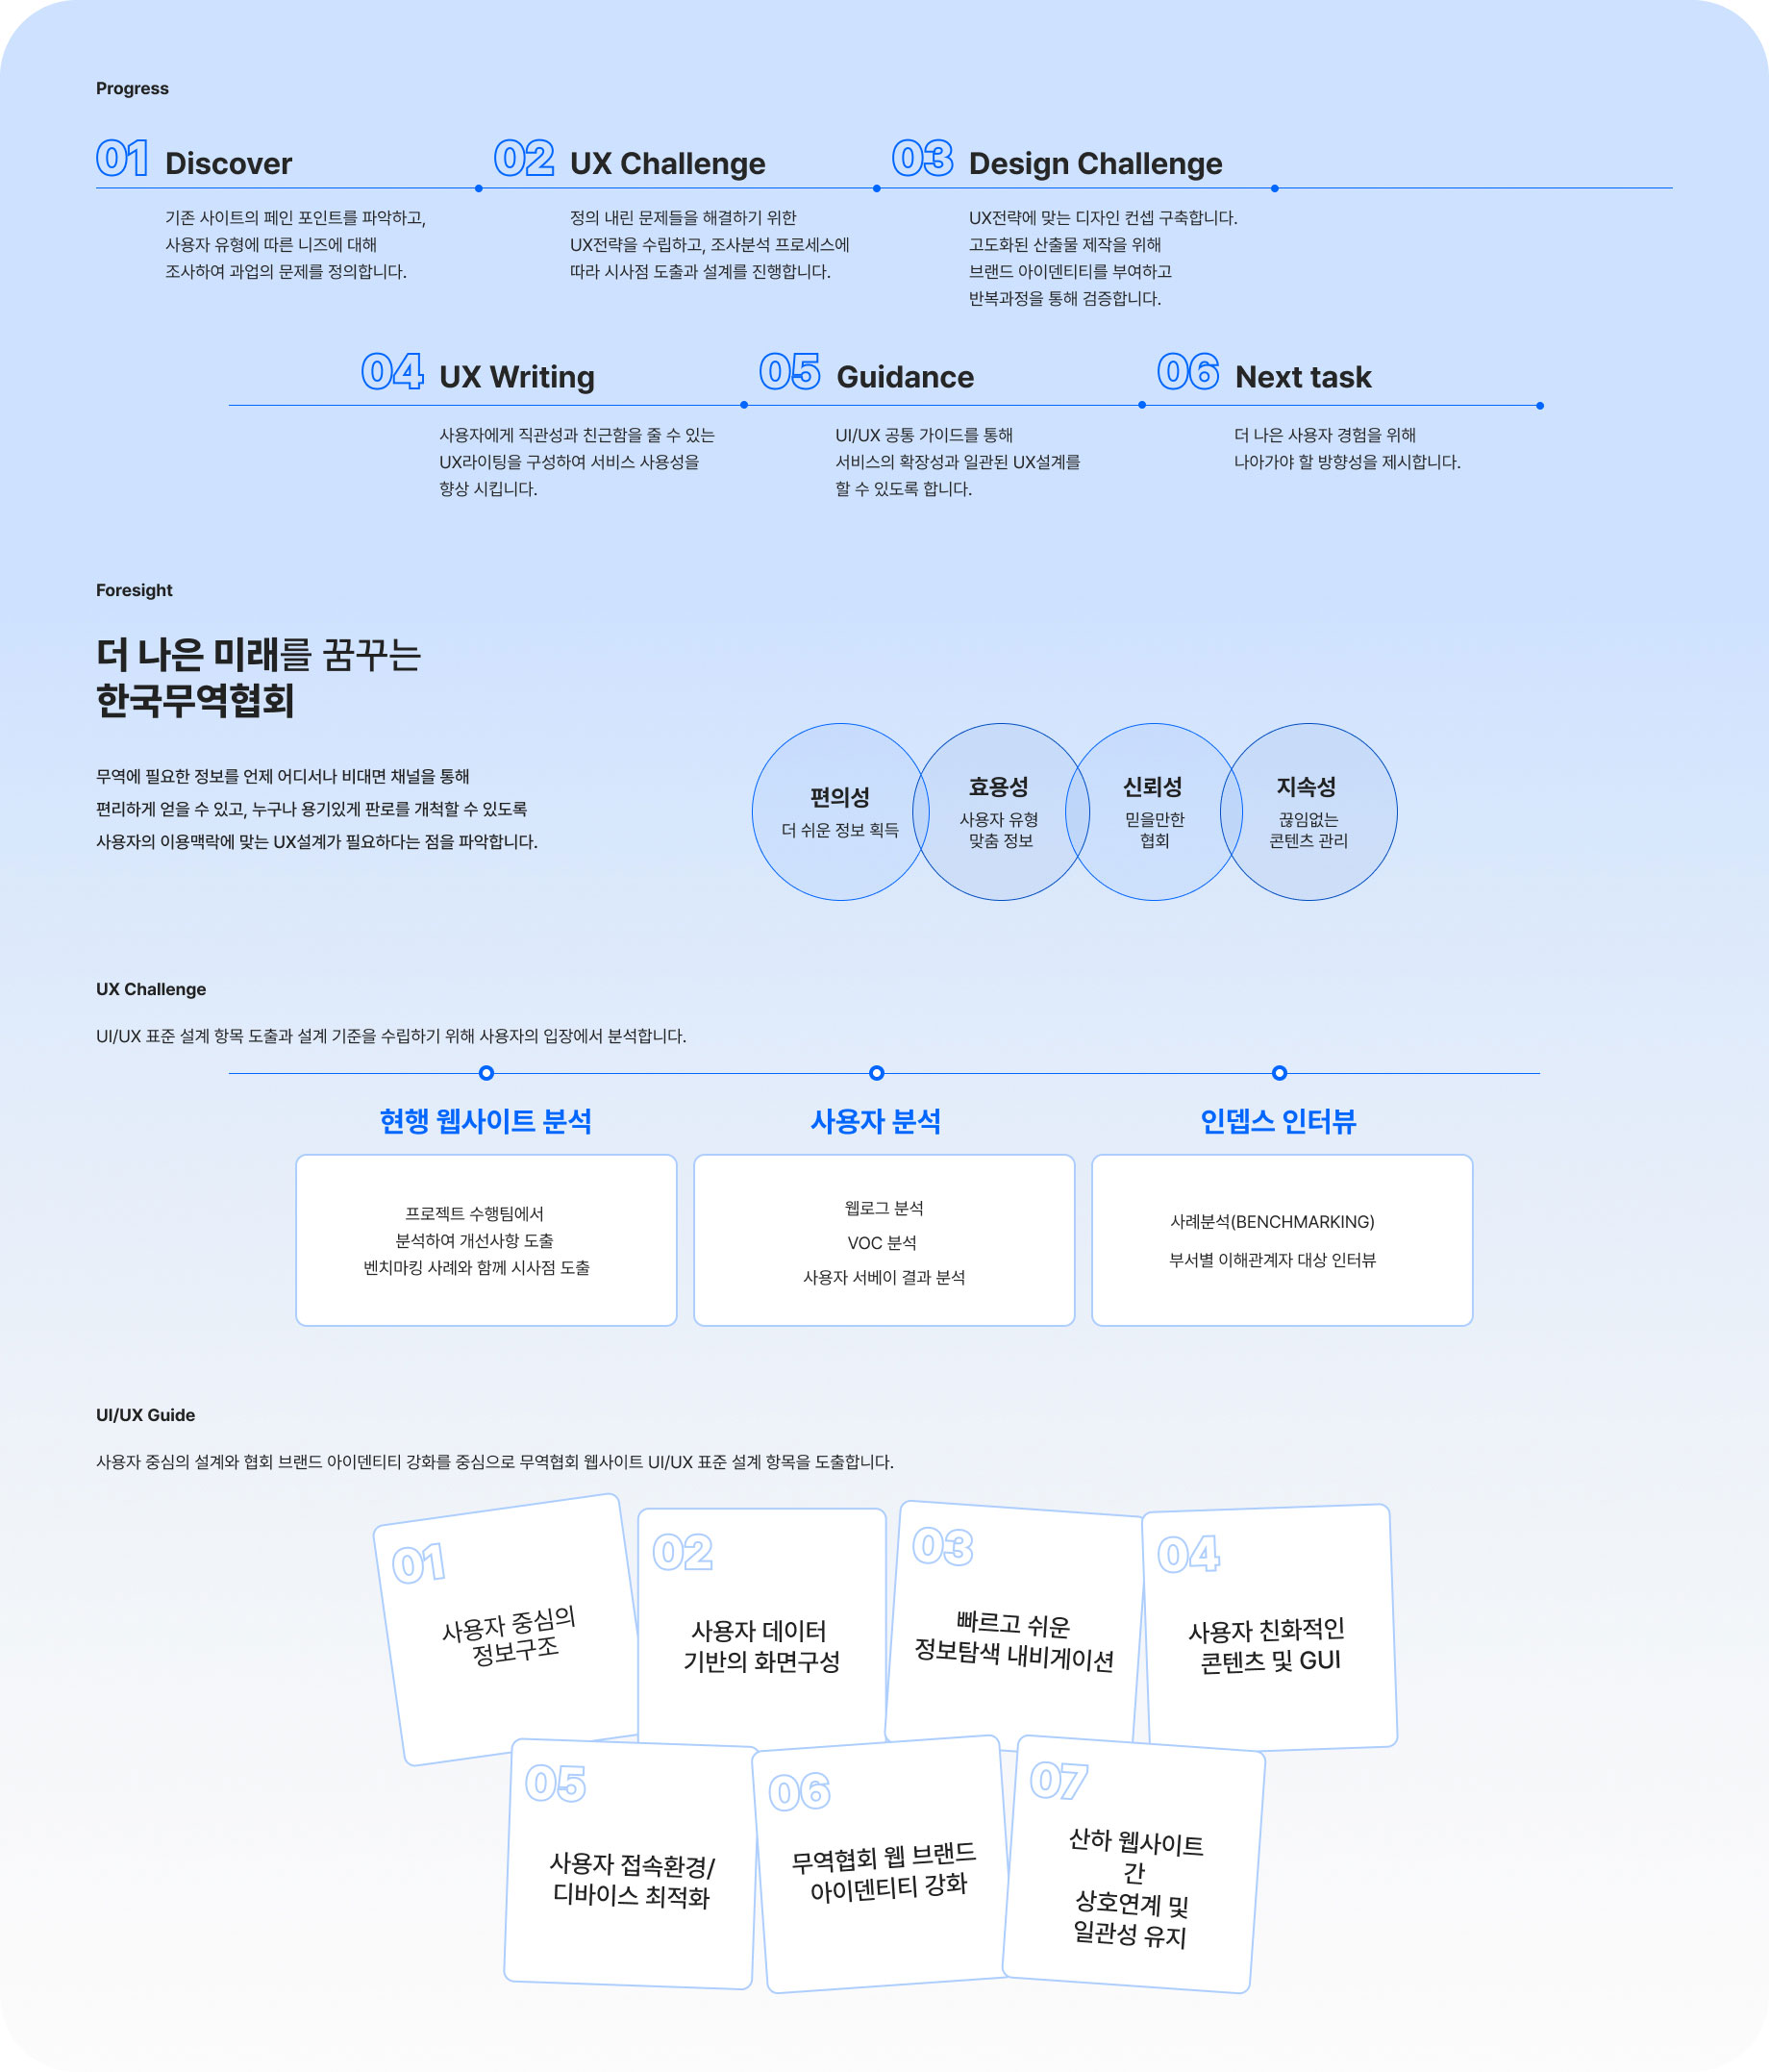 Progress
01 Discover
기존 사이트의 페인 포인트를 파악하고,
사용자 유형에 따른 니즈에 대해
조사하여 과업의 문제를 정의합니다.
02 UX Challenge
정의 내린 문제들을 해결하기 위한
UX전략을 수립하고, 조사분석 프로세스에
따라 시사점 도출과 설계를 진행합니다.
03 Design Challenge
UX전략에 맞는 디자인 컨셉 구축합니다.
고도화된 산출물 제작을 위해
브랜드 아이덴티티를 부여하고
반복과정을 통해 검증합니다.
04 UX Writing
사용자에게 직관성과 친근함을 줄 수 있는
UX라이팅을 구성하여 서비스 사용성을
향상 시킵니다.
05 Guidance
UI/UX 공통 가이드를 통해
서비스의 확장성과 일관된 UX설계를
할 수 있도록 합니다.
06 Next task
더 나은 사용자 경험을 위해
나아가야 할 방향성을 제시합니다.
Foresight
더 나은 미래를 꿈꾸는
한국무역협회
무역에 필요한 정보를 언제 어디서나 비대면 채널을 통해
편리하게 얻을 수 있고, 누구나 용기있게 판로를 개척할 수 있도록
사용자의 이용맥락에 맞는 UX설계가 필요하다는 점을 파악합니다.
편의성
더 쉬운 정보 획득
효용성
사용자 유형
맞춤 정보
신뢰성
믿을만한
협회
지속성
끊임없는
콘텐츠 관리
UX Challenge
UI/UX 표준 설계 항목 도출과 설계 기준을 수립하기 위해 사용자의 입장에서 분석합니다.
현행 웹사이트 분석
프로젝트 수행팀에서
분석하여 개선사항 도출
벤치마킹 사례와 함께 시사점 도출
사용자 분석
웹로그 분석
VOC 분석
사용자 서베이 결과 분석
인뎁스 인터뷰
사례분석(BENCHMARKING)
부서별 이해관계자 대상 인터뷰
UI/UX Guide
사용자 중심의 설계와 협회 브랜드 아이덴티티 강화를 중심으로 무역협회 웹사이트 UI/UX 표준 설계 항목을 도출합니다.
01
사용자 중심의
정보구조
02
사용자 데이터
기반의 화면구성
03
빠르고 쉬운
정보탐색 내비게이션
04
사용자 친화적인
콘텐츠 및 GUI
05
사용자 접속환경/
디바이스 최적화
06
무역협회 웹 브랜드
아이덴티티 강화
07
산하 웹사이트
간
상호연계 및
일관성 유지